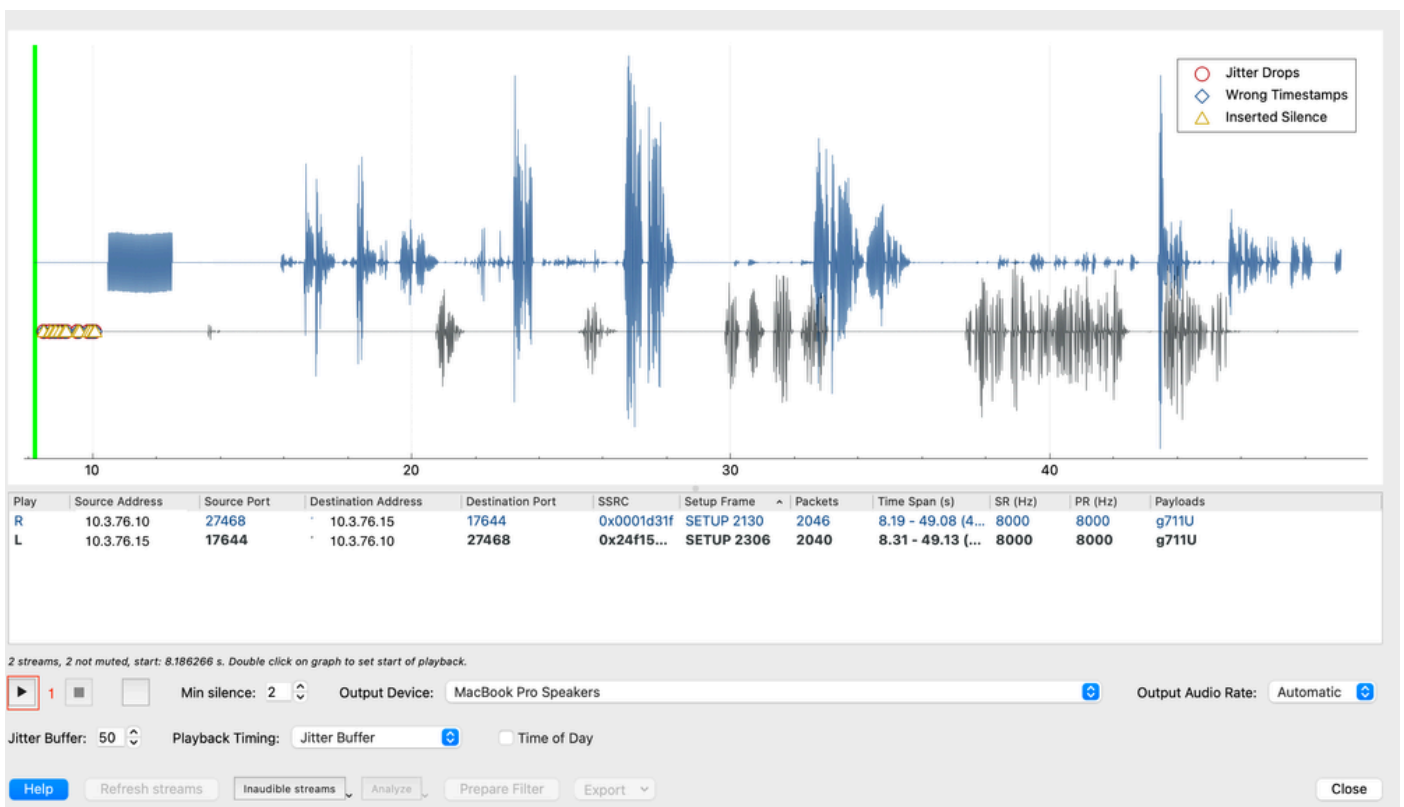 Jitter Drops
Wrong Timestamps
Inserted Silence
10 20 30 40
Play Source Address Source Port Destination Address Destination Port SSRC Setup Frame Packets Time Span (s) SR (Hz) PR (Hz) Payloads
R 10.3.76.10 27468 10.3.76.15 17644 0x0001d31f SETUP 2130 2046 8.19 - 49.08 (4... 8000 8000 g711U
L 10.3.76.15 17644 10.3.76.10 27468 0x24f15... SETUP 2306 2040 8.31 - 49.13 (... 8000 8000 g711U
2 streams, 2 not muted, start: 8.186266 s. Double click on graph to set start of playback.
1 Min silence: 2 Output Device: MacBook Pro Speakers Output Audio Rate: Automatic
Jitter Buffer: 50 Playback Timing: Jitter Buffer Time of Day
Help Refresh streams Inaudible streams Analyze Prepare Filter Export Close